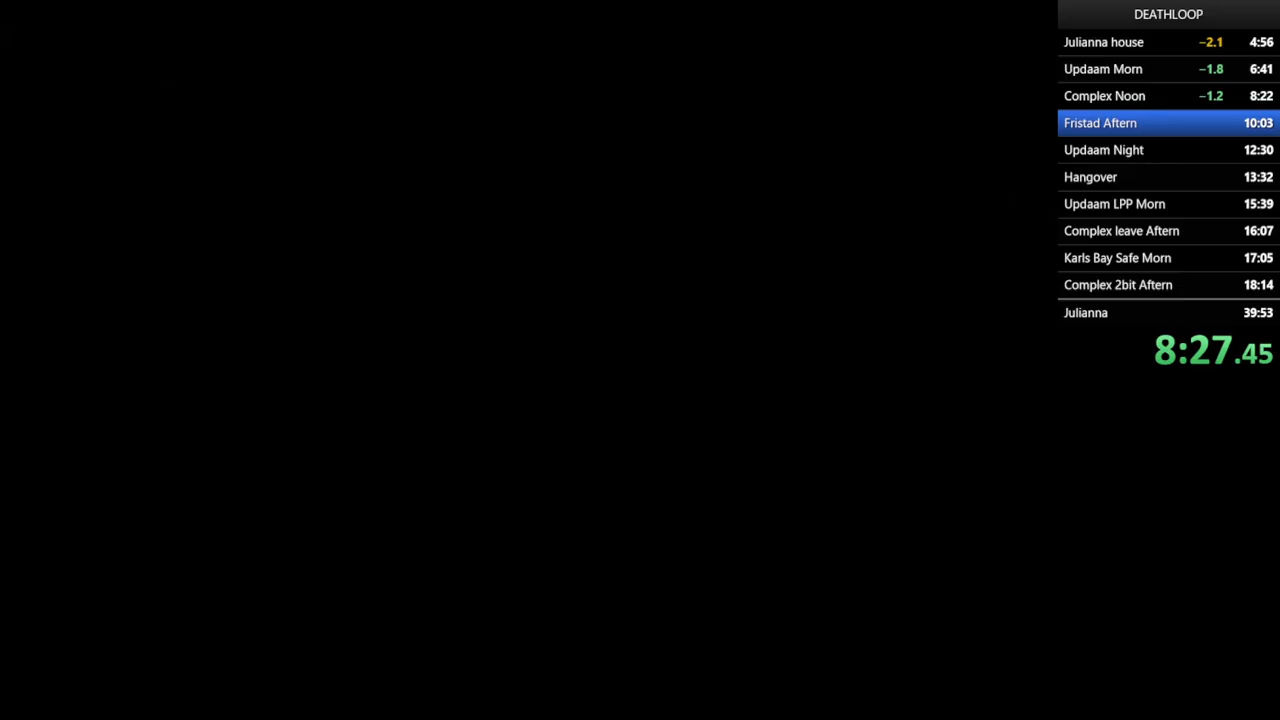 DEATHLOOP
Julianna house −2.1 4:56
Updaam Morn −1.8 6:41
Complex Noon −1.2 8:22
Fristad Aftern 10:03
Updaam Night 12:30
Hangover 13:32
Updaam LPP Morn 15:39
Complex leave Aftern 16:07
Karls Bay Safe Morn 17:05
Complex 2bit Aftern 18:14
Julianna 39:53
8:27.45